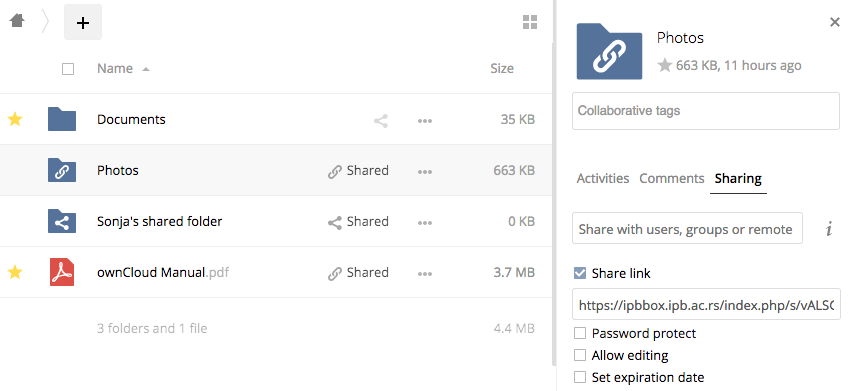 +
Name
Size
Documents
35 KB
Photos
Shared
663 KB
Sonja's shared folder
Shared
0 KB
ownCloud Manual.pdf
Shared
3.7 MB
3 folders and 1 file
4.4 MB
Photos
663 KB, 11 hours ago
Collaborative tags
Activities
Comments
Sharing
Share with users, groups or remote
i
Share link
https://ipbbox.ipb.ac.rs/index.php/s/vALSC
Password protect
Allow editing
Set expiration date